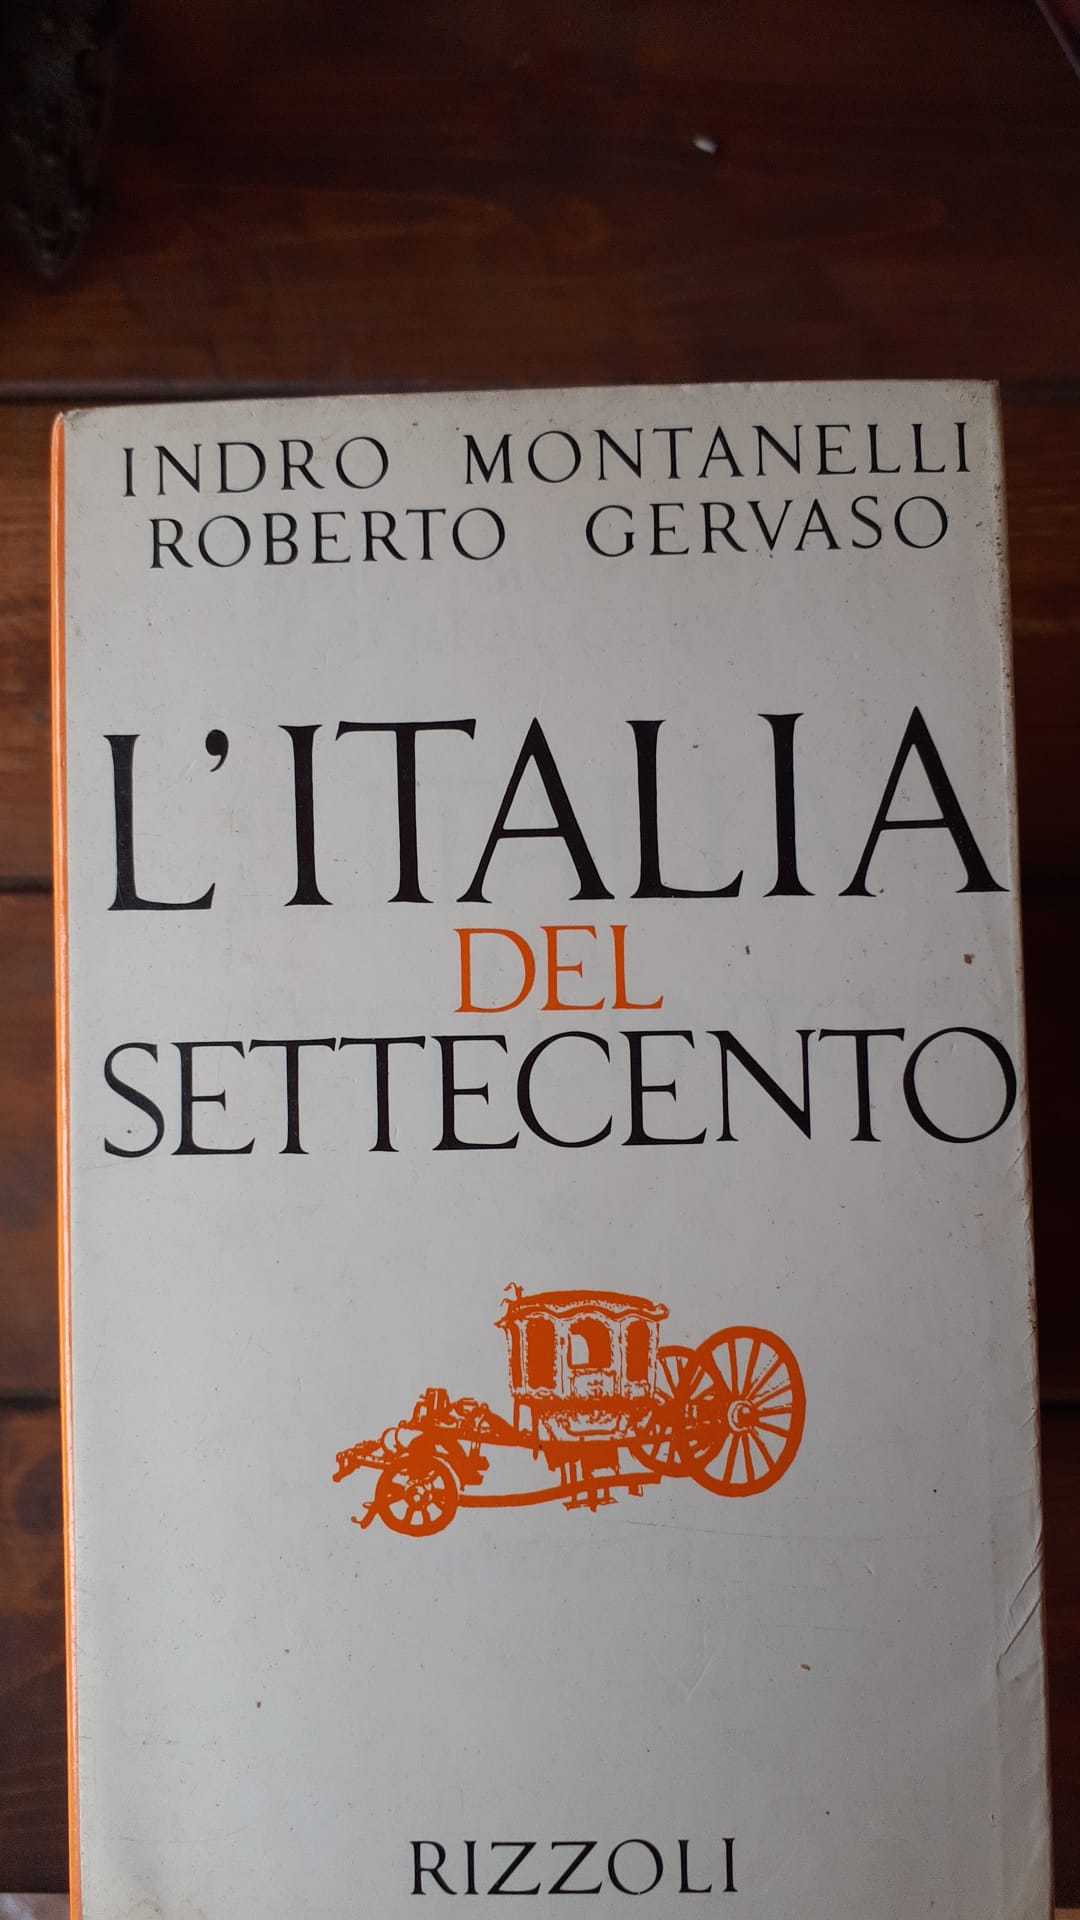 INDRO MONTANELLI
ROBERTO GERVASO
L'ITALIA
DEL
SETTECENTO
RIZZOLI